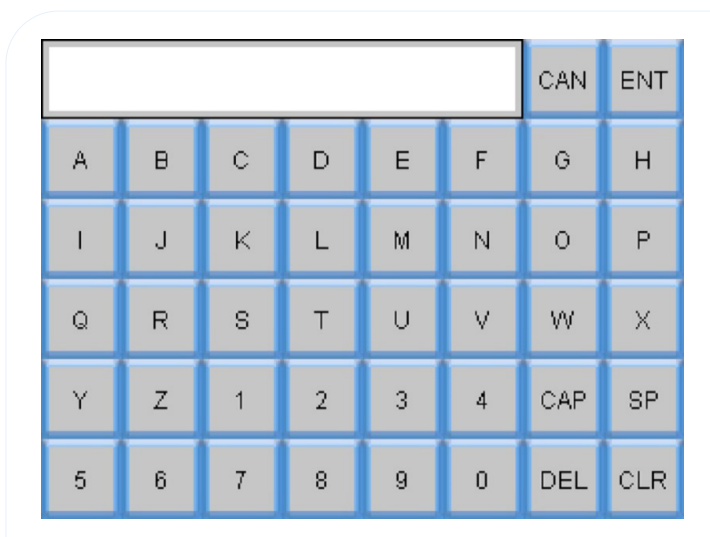 CAN ENT
A B C D E F G H
I J K L M N O P
Q R S T U V W X
Y Z 1 2 3 4 CAP SP
5 6 7 8 9 0 DEL CLR